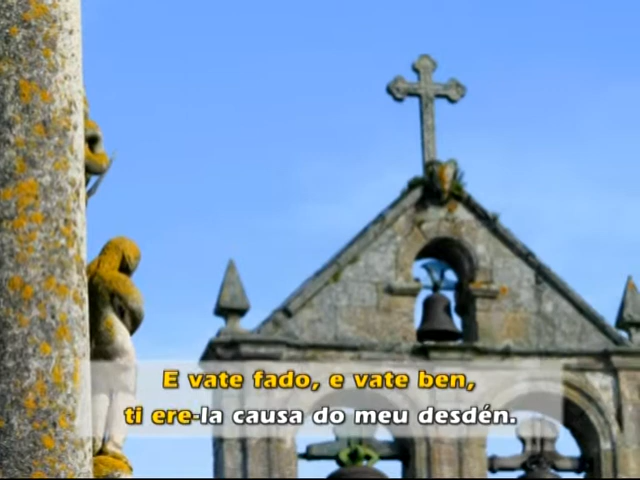 E vate fado, e vate ben,
ti ere-la causa do meu desdén.